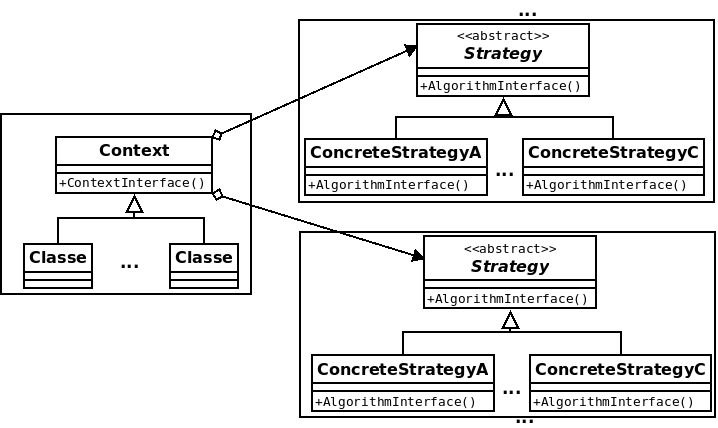 ...
<<abstract>>
Strategy
+AlgorithmInterface()
ConcreteStrategyA
+AlgorithmInterface()
...
ConcreteStrategyC
+AlgorithmInterface()
Context
+ContextInterface()
Classe
...
Classe
<<abstract>>
Strategy
+AlgorithmInterface()
ConcreteStrategyA
+AlgorithmInterface()
...
ConcreteStrategyC
+AlgorithmInterface()
...